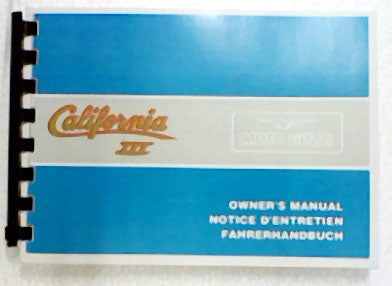 California
III
MOTO GUZZI
OWNER'S MANUAL
NOTICE D'ENTRETIEN
FAHRERHANDBUCH